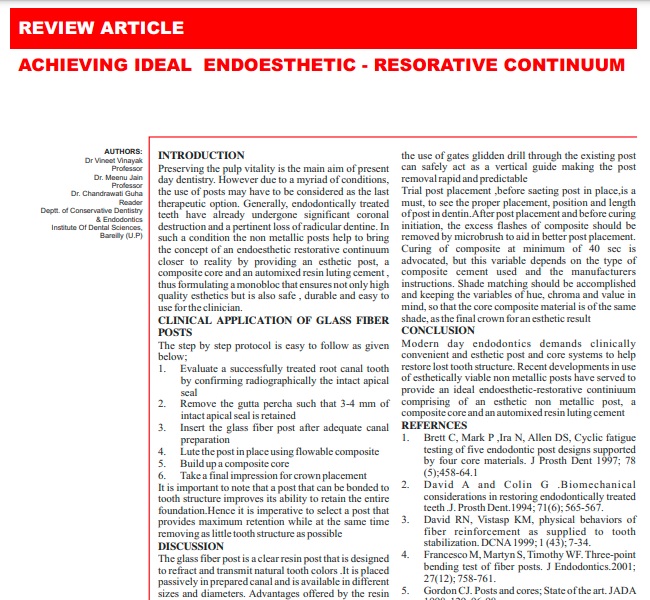 REVIEW ARTICLE
ACHIEVING IDEAL ENDOESTHETIC - RESORATIVE CONTINUUM
AUTHORS:
Dr Vineet Vinayak
Professor
Dr. Meenu Jain
Professor
Dr. Chandrawati Guha
Reader
Deptt. of Conservative Dentistry
& Endodontics
Institute Of Dental Sciences,
Bareilly (U.P)
INTRODUCTION
Preserving the pulp vitality is the main aim of present
day dentistry. However due to a myriad of conditions,
the use of posts may have to be considered as the last
therapeutic option. Generally, endodontically treated
teeth have already undergone significant coronal
destruction and a pertinent loss of radicular dentine. In
such a condition the non metallic posts help to bring
the concept of an endoesthetic restorative continuum
closer to reality by providing an esthetic post, a
composite core and an automixed resin luting cement ,
thus formulating a monobloc that ensures not only high
quality esthetics but is also safe , durable and easy to
use for the clinician.
CLINICAL APPLICATION OF GLASS FIBER
POSTS
The step by step protocol is easy to follow as given
below;
1. Evaluate a successfully treated root canal tooth
by confirming radiographically the intact apical
seal
2. Remove the gutta percha such that 3-4 mm of
intact apical seal is retained
3. Insert the glass fiber post after adequate canal
preparation
4. Lute the post in place using flowable composite
5. Build up a composite core
6. Take a final impression for crown placement
It is important to note that a post that can be bonded to
tooth structure improves its ability to retain the entire
foundation.Hence it is imperative to select a post that
provides maximum retention while at the same time
removing as little tooth structure as possible
DISCUSSION
The glass fiber post is a clear resin post that is designed
to refract and transmit natural tooth colors .It is placed
passively in prepared canal and is available in different
sizes and diameters. Advantages offered by the resin
the use of gates glidden drill through the existing post
can safely act as a vertical guide making the post
removal rapid and predictable
Trial post placement ,before saeting post in place,is a
must, to see the proper placement, position and length
of post in dentin.After post placement and before curing
initiation, the excess flashes of composite should be
removed by microbrush to aid in better post placement.
Curing of composite at minimum of 40 sec is
advocated, but this variable depends on the type of
composite cement used and the manufacturers
instructions. Shade matching should be accomplished
and keeping the variables of hue, chroma and value in
mind, so that the core composite material is of the same
shade, as the final crown for an esthetic result
CONCLUSION
Modern day endodontics demands clinically
convenient and esthetic post and core systems to help
restore lost tooth structure. Recent developments in use
of esthetically viable non metallic posts have served to
provide an ideal endoesthetic-restorative continiuum
comprising of an esthetic non metallic post, a
composite core and an automixed resin luting cement
REFERNCES
1. Brett C, Mark P ,Ira N, Allen DS, Cyclic fatigue
testing of five endodontic post designs supported
by four core materials. J Prosth Dent 1997; 78
(5);458-64.1
2. David A and Colin G .Biomechanical
considerations in restoring endodontically treated
teeth .J. Prosth Dent.1994; 71(6); 565-567.
3. David RN, Vistasp KM, physical behaviors of
fiber reinforcement as supplied to tooth
stabilization. DCNA 1999; 1 (43); 7-34.
4. Francesco M, Martyn S, Timothy WF. Three-point
bending test of fiber posts. J Endodontics.2001;
27(12); 758-761.
5. Gordon CJ. Posts and cores; State of the art. JADA